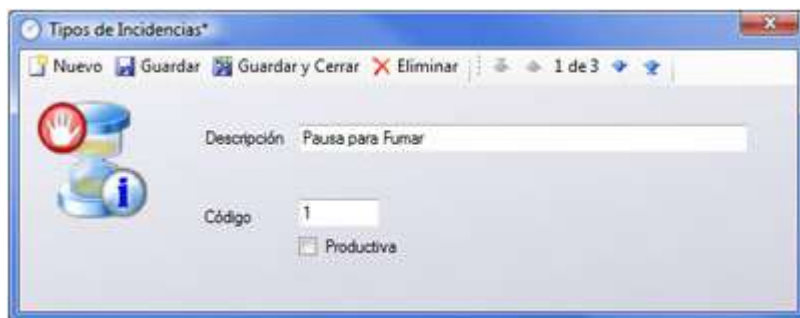 Tipos de Incidencias*
Nuevo Guardar Guardar y Cerrar Eliminar 1 de 3
Descripción Pausa para Fumar
Código 1
Productiva